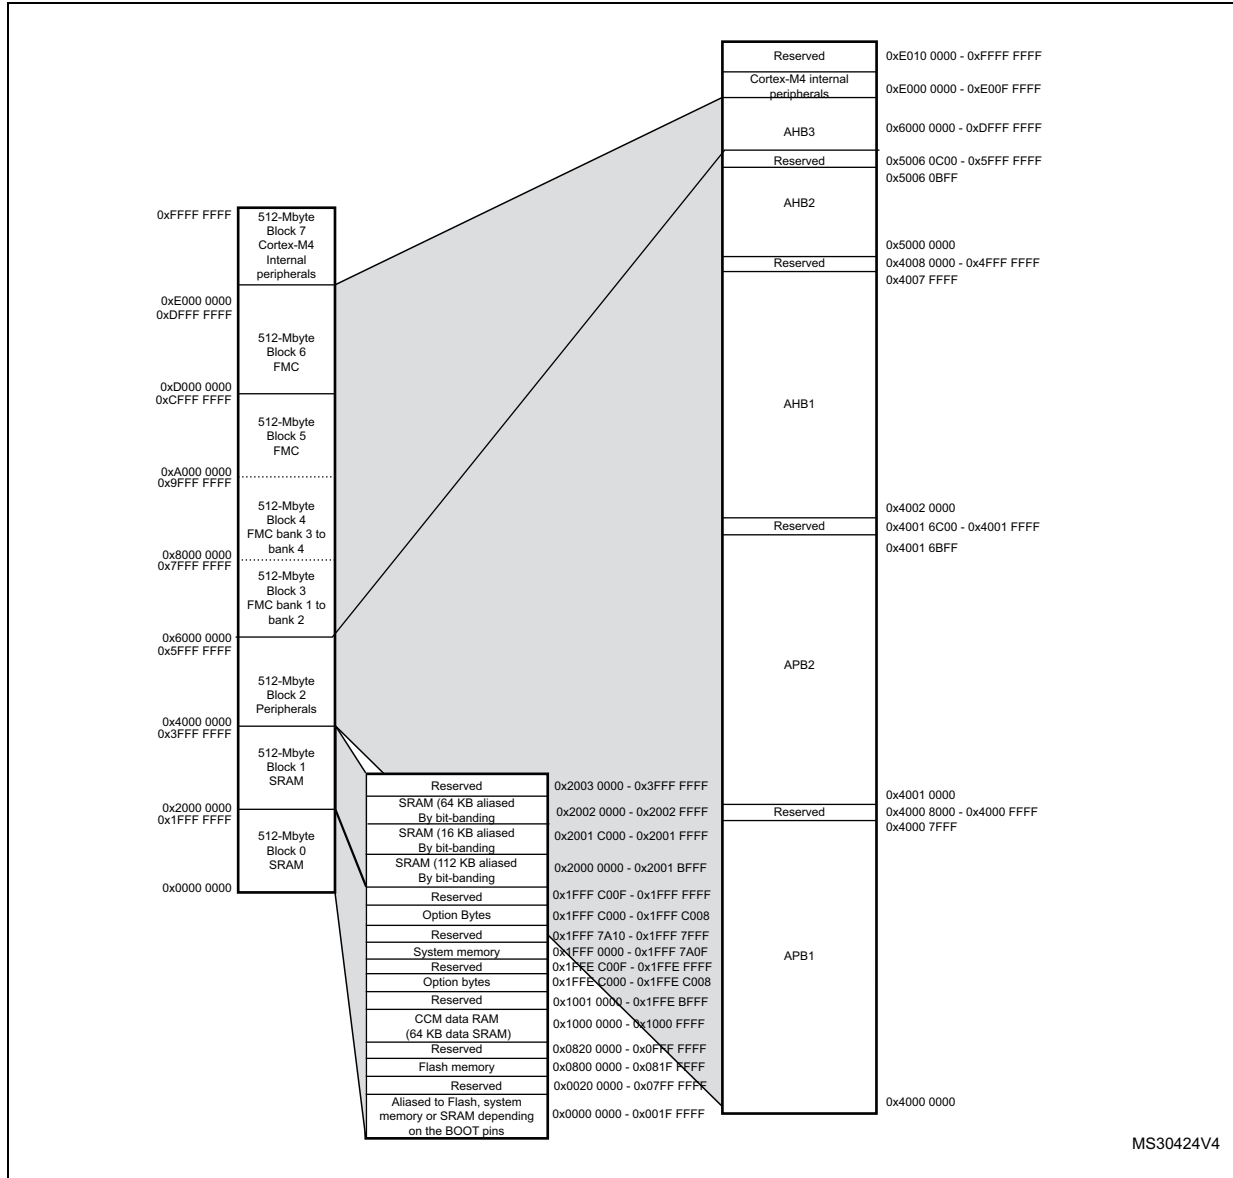 0xFFFF FFFF
512-Mbyte
Block 7
Cortex-M4
Internal
peripherals
0xE000 0000
0xDFFF FFFF
512-Mbyte
Block 6
FMC
0xD000 0000
0xCFFF FFFF
512-Mbyte
Block 5
FMC
0xA000 0000
0x9FFF FFFF
512-Mbyte
Block 4
FMC bank 3 to
bank 4
0x8000 0000
0x7FFF FFFF
512-Mbyte
Block 3
FMC bank 1 to
bank 2
0x6000 0000
0x5FFF FFFF
512-Mbyte
Block 2
Peripherals
0x4000 0000
0x3FFF FFFF
512-Mbyte
Block 1
SRAM
0x2000 0000
0x1FFF FFFF
512-Mbyte
Block 0
SRAM
0x0000 0000
Reserved 0x2003 0000 - 0x3FFF FFFF
SRAM (64 KB aliased
By bit-banding
0x2002 0000 - 0x2002 FFFF
SRAM (16 KB aliased
By bit-banding
0x2001 C000 - 0x2001 FFFF
SRAM (112 KB aliased
By bit-banding
0x2000 0000 - 0x2001 BFFF
Reserved 0x1FFF C00F - 0x1FFF FFFF
Option Bytes 0x1FFF C000 - 0x1FFF C008
Reserved 0x1FFF 7A10 - 0x1FFF 7FFF
System memory 0x1FFF 0000 - 0x1FFF 7A0F
Reserved 0x1FFE C00F - 0x1FFE FFFF
Option bytes 0x1FFE C000 - 0x1FFE C008
Reserved 0x1001 0000 - 0x1FFE BFFF
CCM data RAM
(64 KB data SRAM)
0x1000 0000 - 0x1000 FFFF
Reserved 0x0820 0000 - 0x0FFF FFFF
Flash memory 0x0800 0000 - 0x081F FFFF
Reserved 0x0020 0000 - 0x07FF FFFF
Aliased to Flash, system
memory or SRAM depending
on the BOOT pins
0x0000 0000 - 0x001F FFFF
Reserved 0xE010 0000 - 0xFFFF FFFF
Cortex-M4 internal
peripherals
0xE000 0000 - 0xE00F FFFF
AHB3 0x6000 0000 - 0xDFFF FFFF
Reserved 0x5006 0C00 - 0x5FFF FFFF
0x5006 0BFF
AHB2
0x5000 0000
Reserved 0x4008 0000 - 0x4FFF FFFF
0x4007 FFFF
AHB1
0x4002 0000
Reserved 0x4001 6C00 - 0x4001 FFFF
0x4001 6BFF
APB2
0x4001 0000
Reserved 0x4000 8000 - 0x4000 FFFF
0x4000 7FFF
APB1
0x4000 0000
MS30424V4